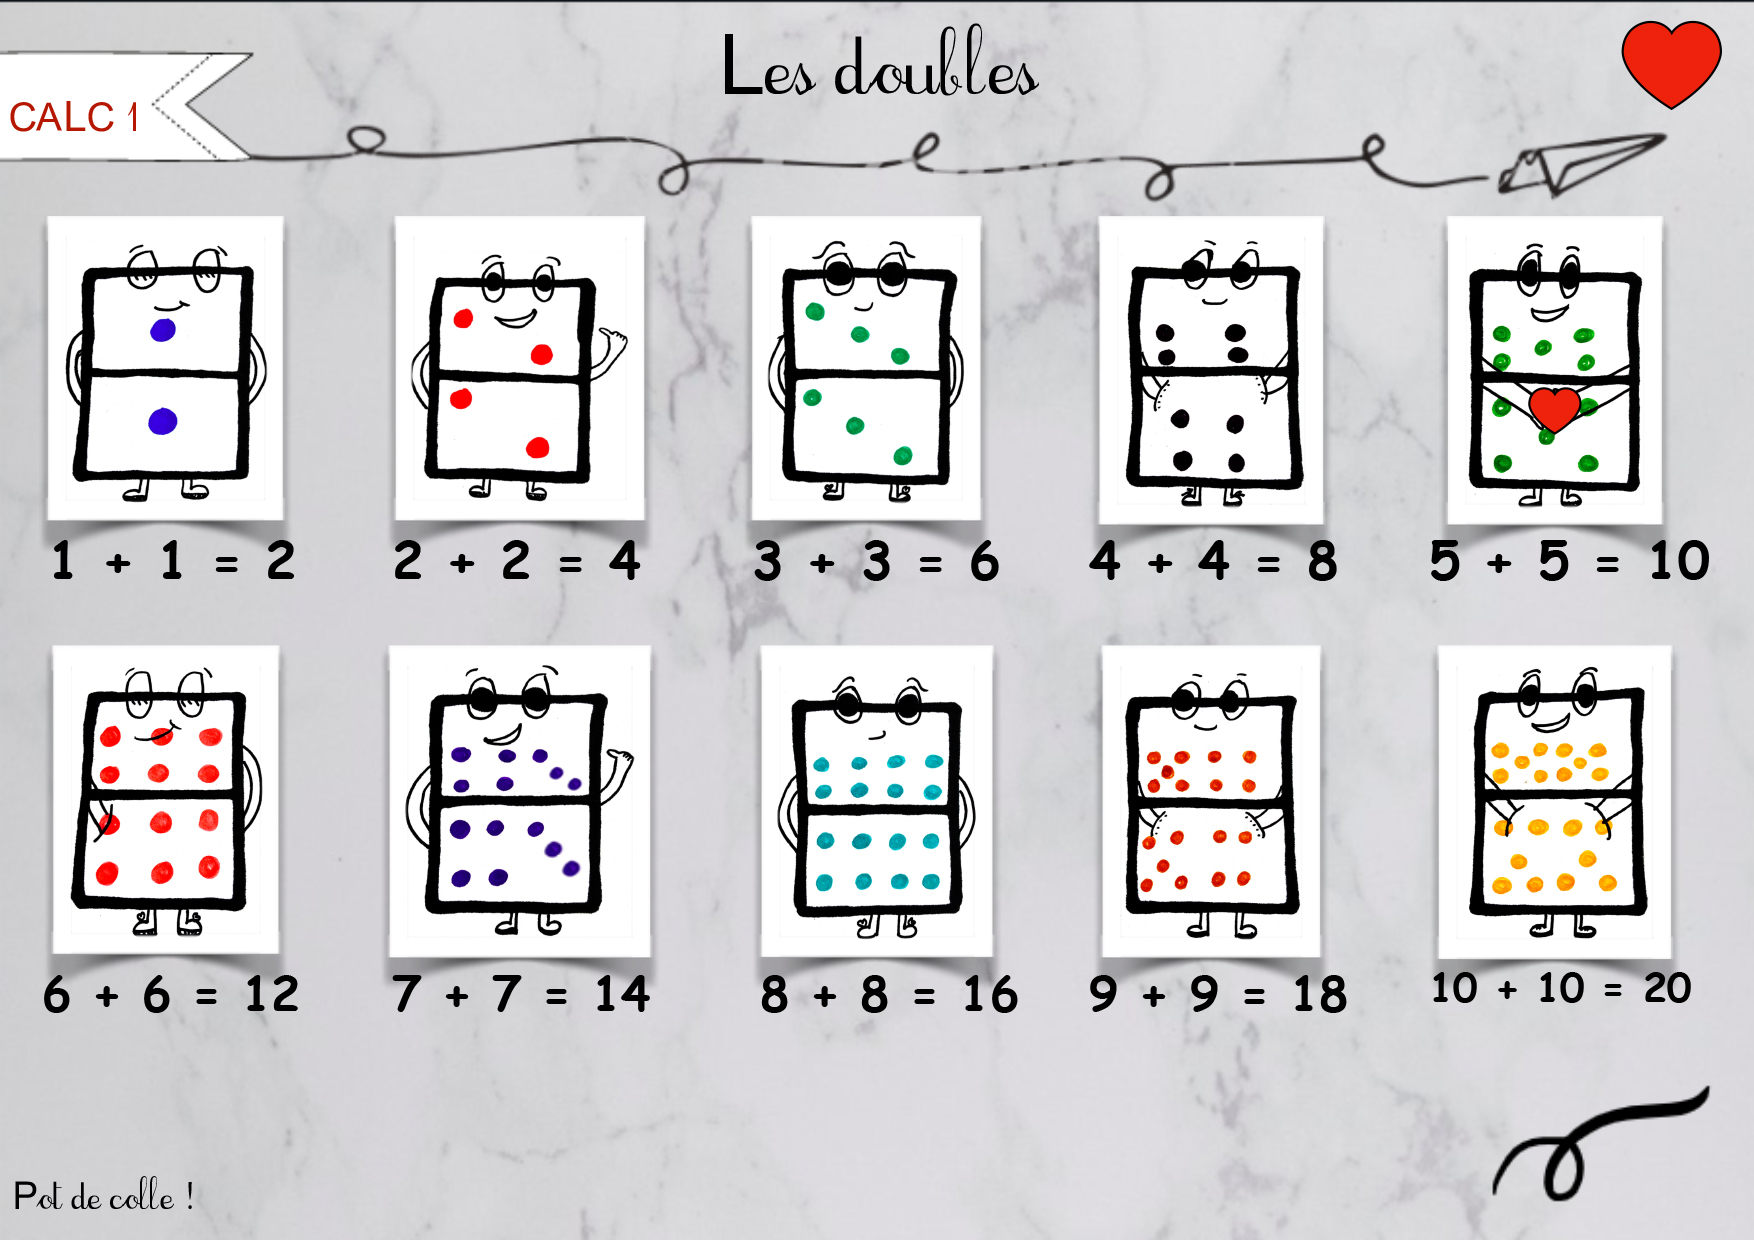 Les doubles
CALC 1
1 + 1 = 2
2 + 2 = 4
3 + 3 = 6
4 + 4 = 8
5 + 5 = 10
6 + 6 = 12
7 + 7 = 14
8 + 8 = 16
9 + 9 = 18
10 + 10 = 20
Pot de colle !